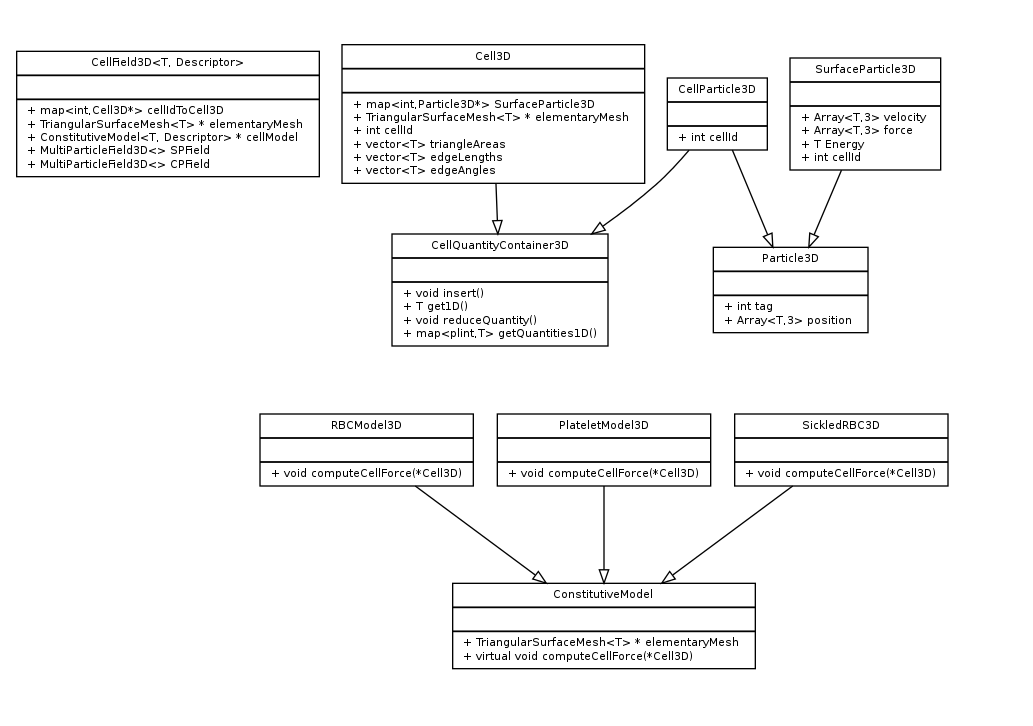 CellField3D<T, Descriptor>
+ map<int,Cell3D*> cellIdToCell3D
+ TriangularSurfaceMesh<T> * elementaryMesh
+ ConstitutiveModel<T, Descriptor> * cellModel
+ MultiParticleField3D<> SPField
+ MultiParticleField3D<> CPField
Cell3D
+ map<int,Particle3D*> SurfaceParticle3D
+ TriangularSurfaceMesh<T> * elementaryMesh
+ int cellId
+ vector<T> triangleAreas
+ vector<T> edgeLengths
+ vector<T> edgeAngles
CellParticle3D
+ int cellId
SurfaceParticle3D
+ Array<T,3> velocity
+ Array<T,3> force
+ T Energy
+ int cellId
CellQuantityContainer3D
+ void insert()
+ T get1D()
+ void reduceQuantity()
+ map<plint,T> getQuantities1D()
Particle3D
+ int tag
+ Array<T,3> position
RBCModel3D
+ void computeCellForce(*Cell3D)
PlateletModel3D
+ void computeCellForce(*Cell3D)
SickledRBC3D
+ void computeCellForce(*Cell3D)
ConstitutiveModel
+ TriangularSurfaceMesh<T> * elementaryMesh
+ virtual void computeCellForce(*Cell3D)